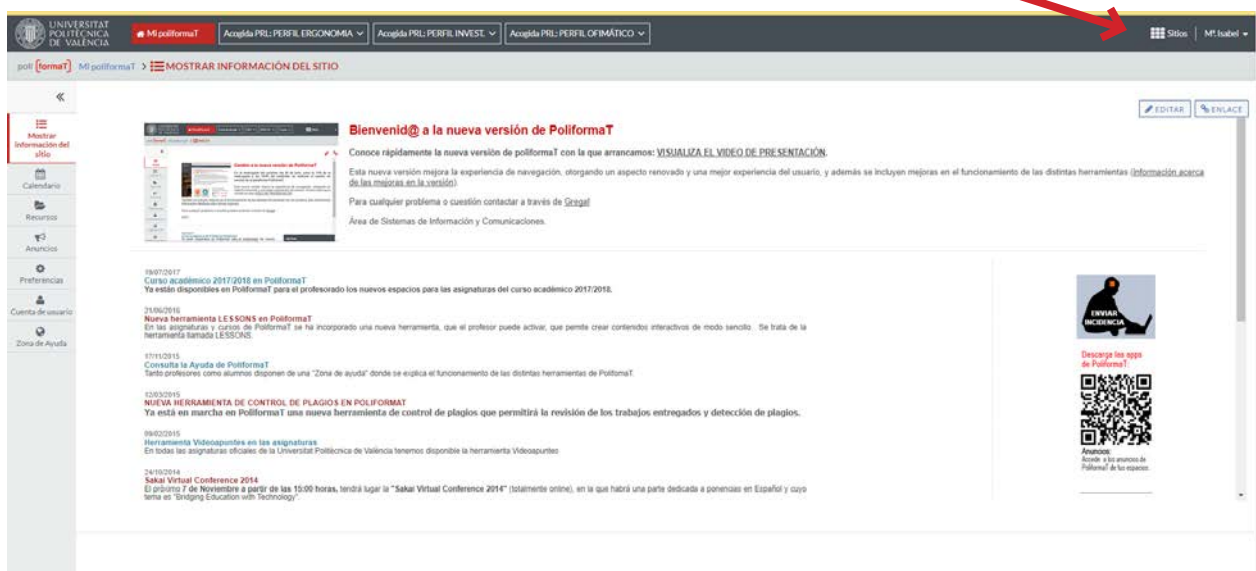 UNIVERSITAT
POLITÈCNICA
DE VALÈNCIA
Mi poliformaT
Acogida PRL: PERFIL ERGONOMIA
Acogida PRL: PERFIL INVEST.
Acogida PRL: PERFIL OFIMÁTICO
Sitios
Mª. Isabel
poli [formaT] Mi poliformaT > MOSTRAR INFORMACIÓN DEL SITIO
EDITAR
ENLACE
Mostrar
información del
sitio
Calendario
Recursos
Anuncios
Preferencias
Cuenta de usuario
Zona de Ayuda
Bienvenid@ a la nueva versión de PoliformaT
Conoce rápidamente la nueva versión de poliformaT con la que arrancamos: VISUALIZA EL VIDEO DE PRESENTACIÓN.
Esta nueva versión mejora la experiencia de navegación, otorgando un aspecto renovado y una mejor experiencia del usuario, y además se incluyen mejoras en el funcionamiento de las distintas herramientas (información acerca
de las mejoras en la versión).
Para cualquier problema o cuestión contactar a través de Gregal
Área de Sistemas de Información y Comunicaciones.
19/07/2017
Curso académico 2017/2018 en PoliformaT
Ya están disponibles en PoliformaT para el profesorado los nuevos espacios para las asignaturas del curso académico 2017/2018.
21/06/2016
Nueva herramienta LESSONS en PoliformaT
En las asignaturas y cursos de PoliformaT se ha incorporado una nueva herramienta, que el profesor puede activar, que permite crear contenidos interactivos de modo sencillo. Se trata de la
herramienta llamada LESSONS.
17/11/2015
Consulta la Ayuda de PoliformaT
Tanto profesores como alumnos disponen de una "Zona de ayuda" donde se explica el funcionamiento de las distintas herramientas de PoliformaT.
12/03/2015
NUEVA HERRAMIENTA DE CONTROL DE PLAGIOS EN POLIFORMAT
Ya está en marcha en PoliformaT una nueva herramienta de control de plagios que permitirá la revisión de los trabajos entregados y detección de plagios.
09/02/2015
Herramienta Videoapuntes en las asignaturas
En todas las asignaturas oficiales de la Universitat Politècnica de València tenemos disponible la herramienta Videoapuntes
24/10/2014
Sakai Virtual Conference 2014
El próximo 7 de Noviembre a partir de las 15:00 horas, tendrá lugar la "Sakai Virtual Conference 2014" (totalmente online), en la que habrá una parte dedicada a ponencias en Español y cuyo
tema es "Bridging Education with Technology".
ENVIAR
INCIDENCIA
Descarga las apps
de PoliformaT:
Anuncios:
Accede a los anuncios de
PoliformaT de tus espacios.